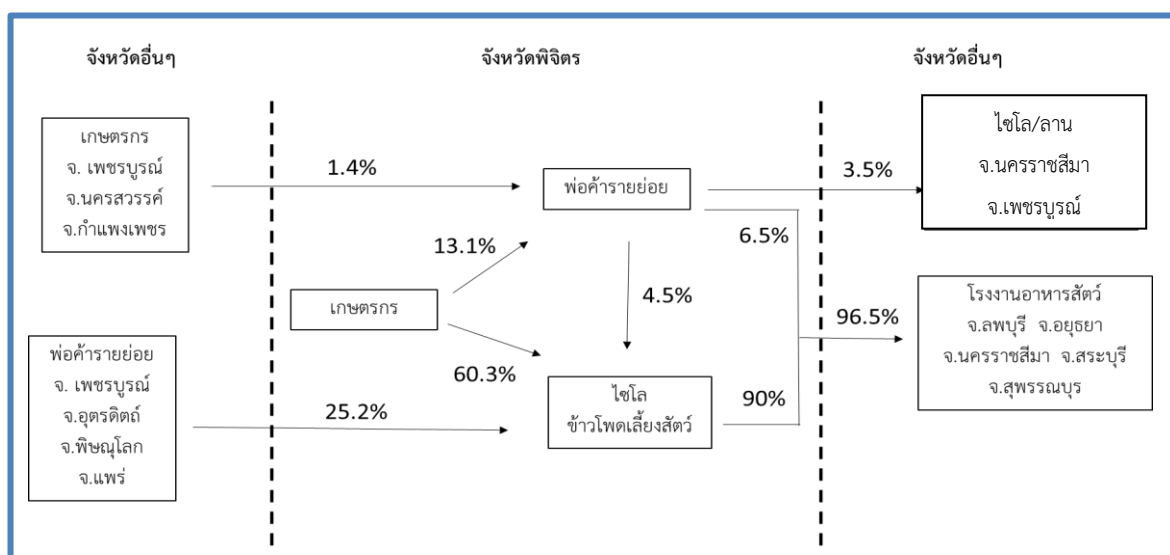 จังหวัดอื่นๆ
จังหวัดพิจิตร
จังหวัดอื่นๆ
เกษตรกร
จ. เพชรบูรณ์
จ.นครสวรรค์
จ.กำแพงเพชร
1.4%
พ่อค้ารายย่อย
3.5%
ไซโล/ลาน
จ.นครราชสีมา
จ.เพชรบูรณ์
13.1%
6.5%
เกษตรกร
4.5%
พ่อค้ารายย่อย
จ. เพชรบูรณ์
จ.อุตรดิตถ์
จ.พิษณุโลก
จ.แพร่
60.3%
25.2%
ไซโล
ข้าวโพดเลี้ยงสัตว์
90%
96.5%
โรงงานอาหารสัตว์
จ.ลพบุรี จ.อยุธยา
จ.นครราชสีมา จ.สระบุรี
จ.สุพรรณบุร